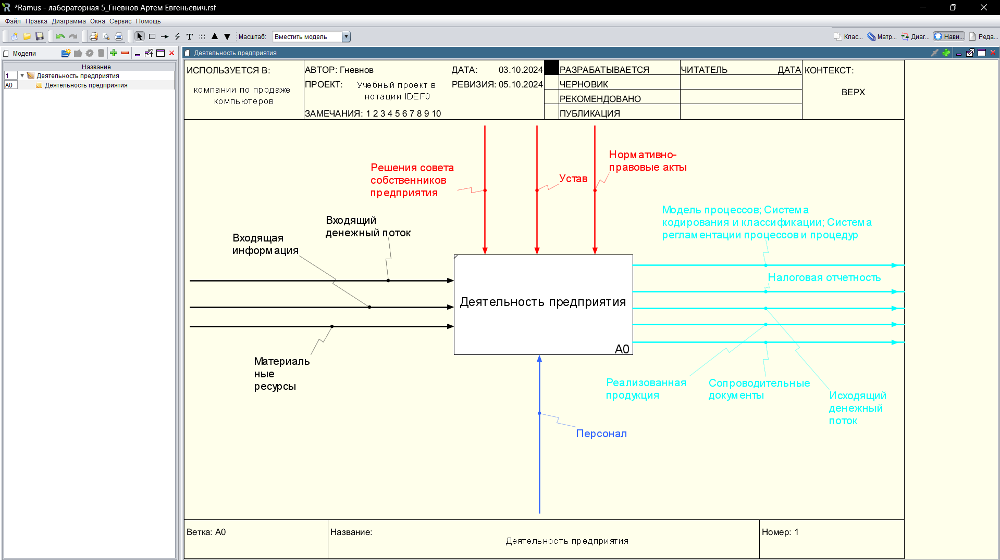 *Ramus - лабораторная 5_Гневнов Артем Евгеньевич.rsf
Файл Правка Диаграмма Окна Сервис Помощь
Масштаб: Вместить модель
Клас... Матр... Диаг... Нави... Реда...
Модели
Название
1 Деятельность предприятия
A0 Деятельность предприятия
Деятельность предприятия
ИСПОЛЬЗУЕТСЯ В:
компании по продаже
компьютеров
АВТОР: Гневнов
ДАТА: 03.10.2024
ПРОЕКТ: Учебный проект в
нотации IDEF0
РЕВИЗИЯ: 05.10.2024
ЗАМЕЧАНИЯ: 1 2 3 4 5 6 7 8 9 10
РАЗРАБАТЫВАЕТСЯ
ЧЕРНОВИК
РЕКОМЕНДОВАНО
ПУБЛИКАЦИЯ
ЧИТАТЕЛЬ ДАТА
КОНТЕКСТ:
ВЕРХ
Решения совета
собственников
предприятия
Устав
Нормативно-
правовые акты
Входящий
денежный поток
Входящая
информация
Материаль
ные
ресурсы
Деятельность предприятия
A0
Модель процессов; Система
кодирования и классификации; Система
регламентации процессов и процедур
Налоговая отчетность
Реализованная
продукция
Сопроводительные
документы
Исходящий
денежный
поток
Персонал
Ветка: A0
Название:
Деятельность предприятия
Номер: 1